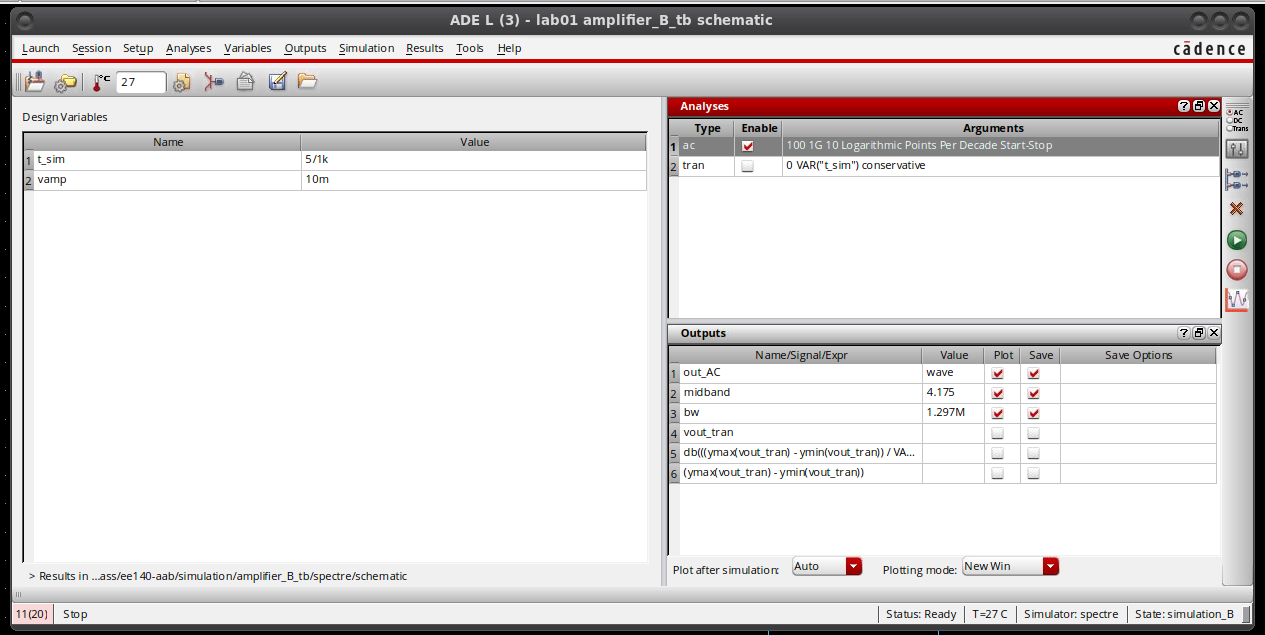 ADE L (3) - lab01 amplifier_B_tb schematic
Launch Session Setup Analyses Variables Outputs Simulation Results Tools Help
cādence
°C 27
Design Variables
Name Value
1 t_sim 5/1k
2 vamp 10m
> Results in ...ass/ee140-aab/simulation/amplifier_B_tb/spectre/schematic
Analyses
Type Enable Arguments
1 ac 100 1G 10 Logarithmic Points Per Decade Start-Stop
2 tran 0 VAR("t_sim") conservative
AC
DC
Trans
Outputs
Name/Signal/Expr Value Plot Save Save Options
1 out_AC wave
2 midband 4.175
3 bw 1.297M
4 vout_tran
5 db(((ymax(vout_tran) - ymin(vout_tran)) / VA...
6 (ymax(vout_tran) - ymin(vout_tran))
Plot after simulation: Auto Plotting mode: New Win
11(20) Stop Status: Ready T=27 C Simulator: spectre State: simulation_B